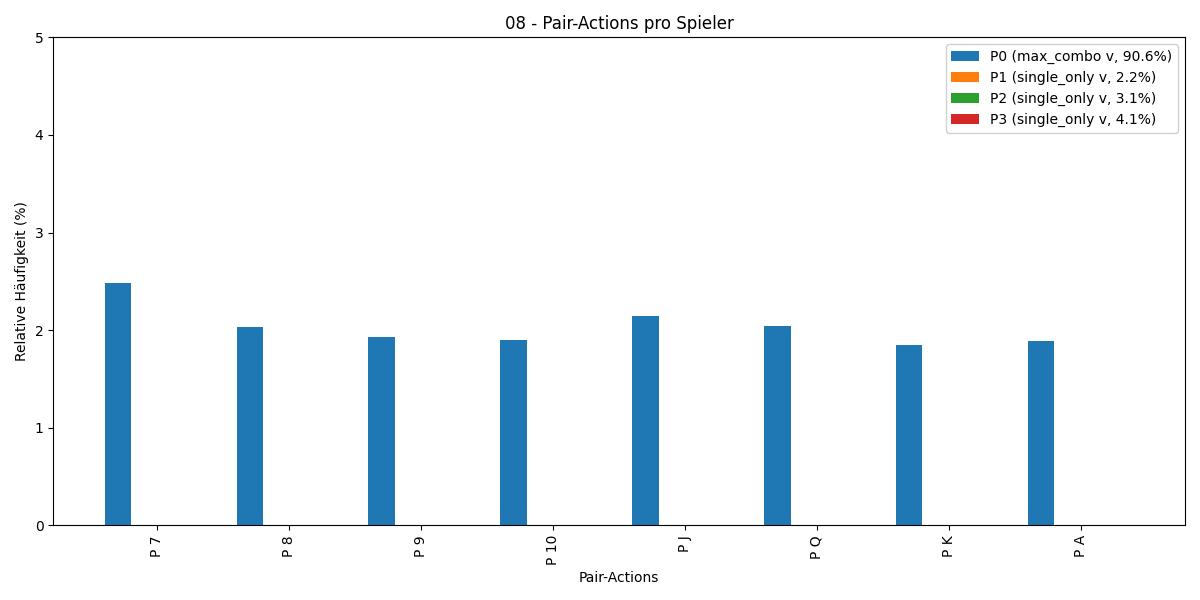 08 - Pair-Actions pro Spieler
P0 (max_combo v, 90.6%)
P1 (single_only v, 2.2%)
P2 (single_only v, 3.1%)
P3 (single_only v, 4.1%)
Relative Häufigkeit (%)
5
4
3
2
1
0
P 7
P 8
P 9
P 10
P J
P Q
P K
P A
Pair-Actions